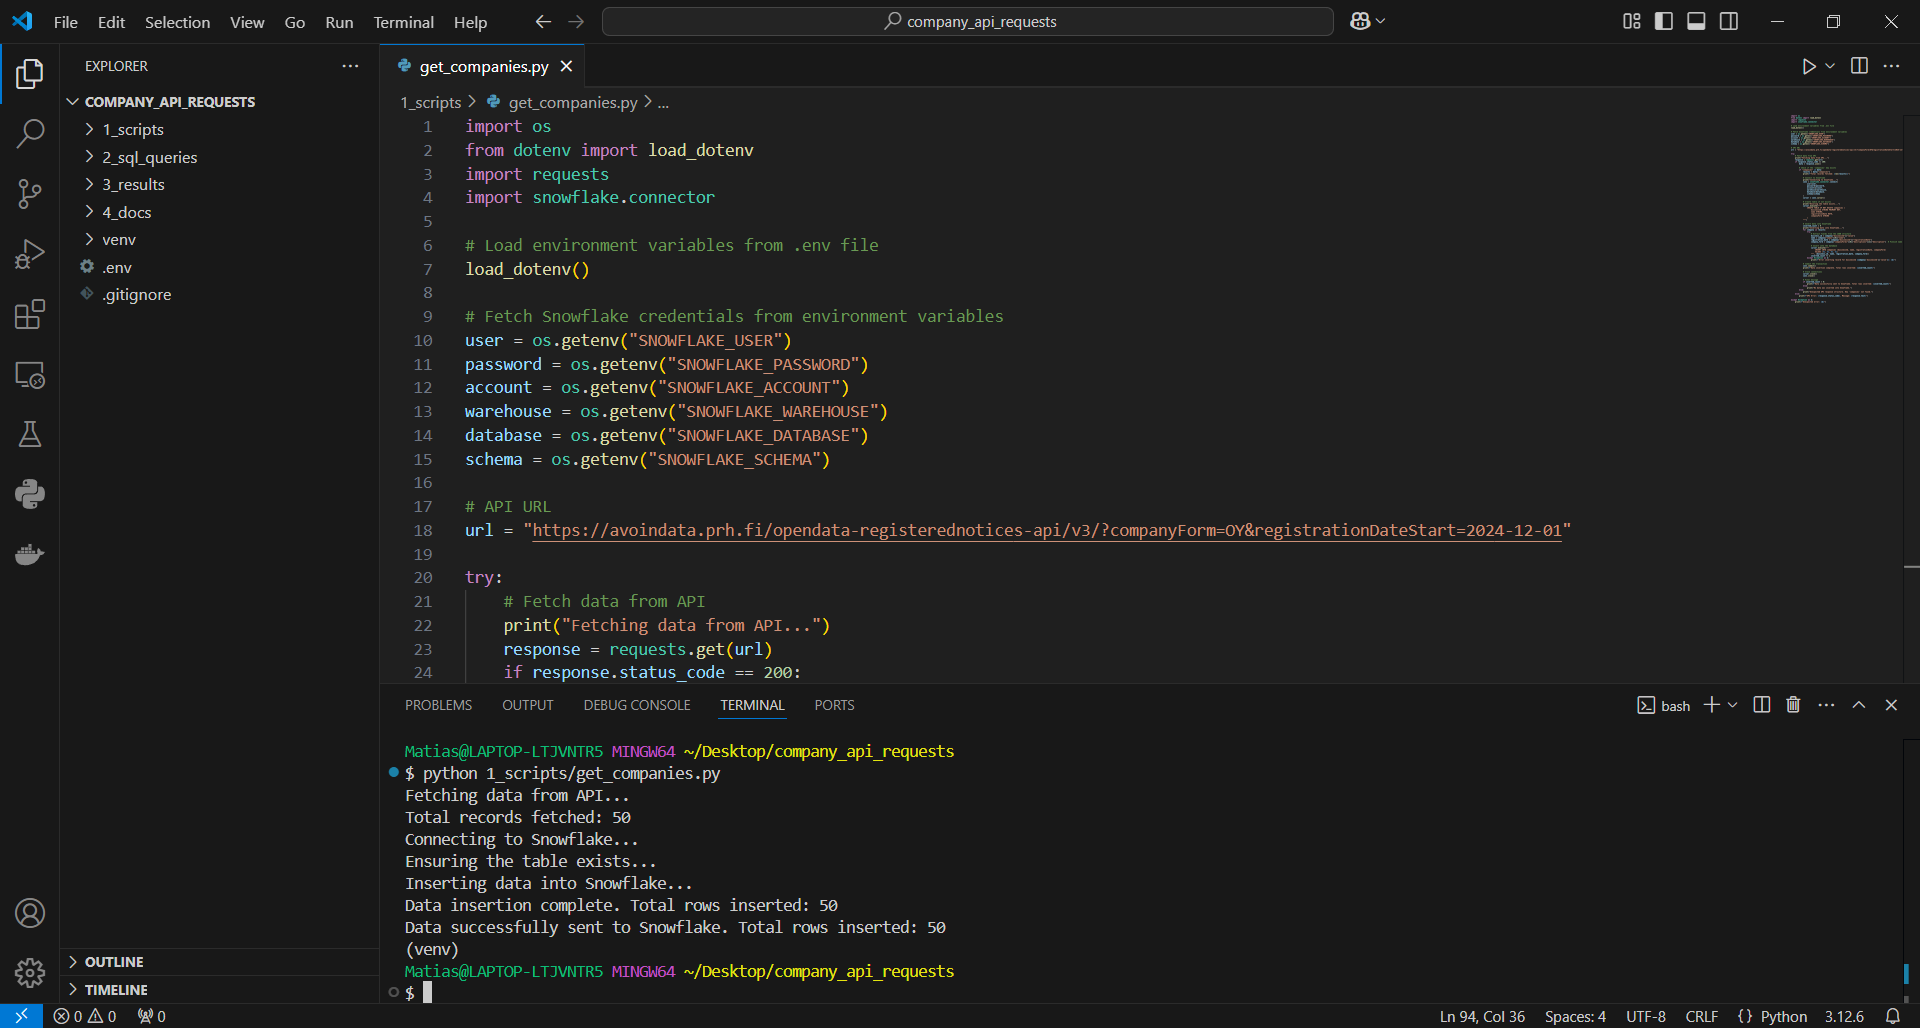 File Edit Selection View Go Run Terminal Help
company_api_requests
EXPLORER
COMPANY_API_REQUESTS
1_scripts
2_sql_queries
3_results
4_docs
venv
.env
.gitignore
OUTLINE
TIMELINE
get_companies.py
1_scripts > get_companies.py > ...
1 import os
2 from dotenv import load_dotenv
3 import requests
4 import snowflake.connector
5
6 # Load environment variables from .env file
7 load_dotenv()
8
9 # Fetch Snowflake credentials from environment variables
10 user = os.getenv("SNOWFLAKE_USER")
11 password = os.getenv("SNOWFLAKE_PASSWORD")
12 account = os.getenv("SNOWFLAKE_ACCOUNT")
13 warehouse = os.getenv("SNOWFLAKE_WAREHOUSE")
14 database = os.getenv("SNOWFLAKE_DATABASE")
15 schema = os.getenv("SNOWFLAKE_SCHEMA")
16
17 # API URL
18 url = "https://avoindata.prh.fi/opendata-registerednotices-api/v3/?companyForm=OY&registrationDateStart=2024-12-01"
19
20 try:
21 # Fetch data from API
22 print("Fetching data from API...")
23 response = requests.get(url)
24 if response.status_code == 200:
PROBLEMS OUTPUT DEBUG CONSOLE TERMINAL PORTS
bash
Matias@LAPTOP-LTJVNTR5 MINGW64 ~/Desktop/company_api_requests
$ python 1_scripts/get_companies.py
Fetching data from API...
Total records fetched: 50
Connecting to Snowflake...
Ensuring the table exists...
Inserting data into Snowflake...
Data insertion complete. Total rows inserted: 50
Data successfully sent to Snowflake. Total rows inserted: 50
(venv)
Matias@LAPTOP-LTJVNTR5 MINGW64 ~/Desktop/company_api_requests
$
0 0 0 Ln 94, Col 36 Spaces: 4 UTF-8 CRLF {} Python 3.12.6